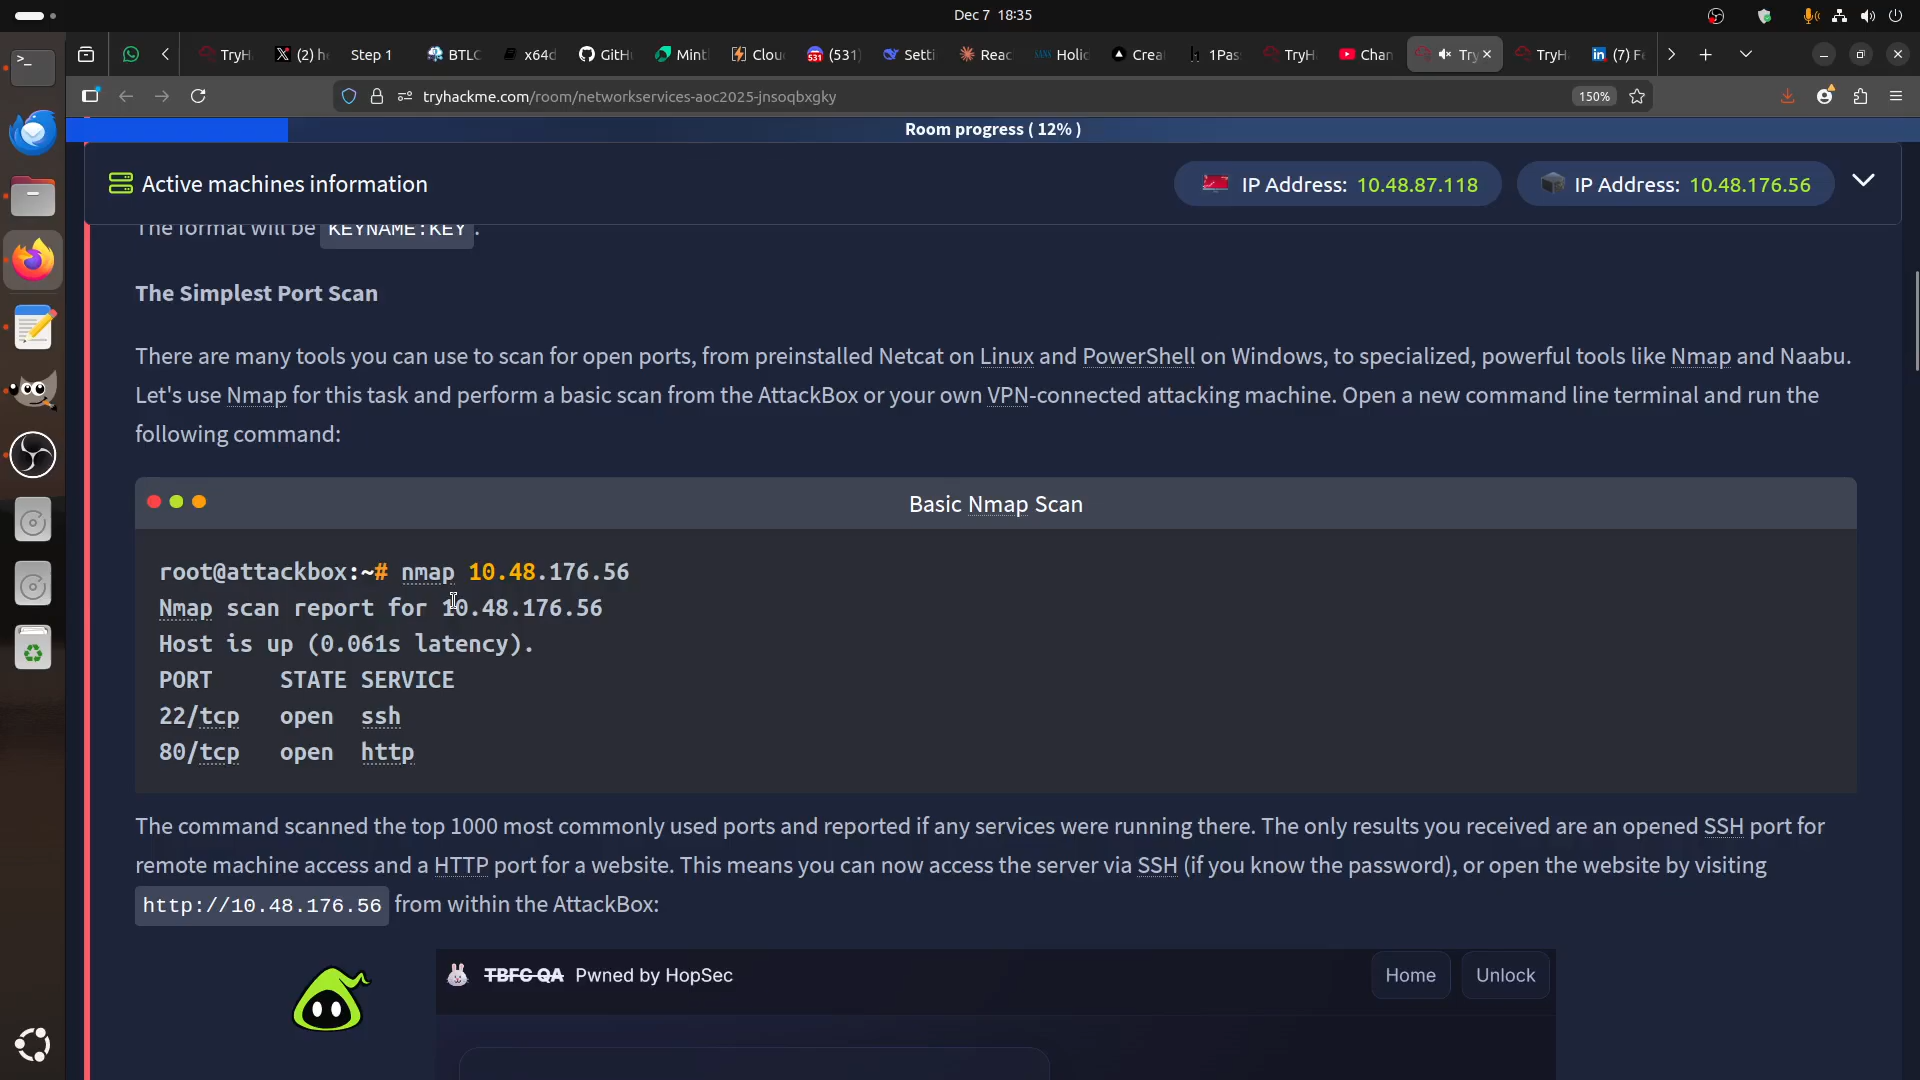 Dec 7 18:35
TryH
(2) h
Step 1
BTLC
x64d
GitH
Mint
Clou
(531)
Setti
Reac
Holid
Crea
1Pas
TryH
Chan
Try
TryH
(7) Fe
tryhackme.com/room/networkservices-aoc2025-jnsoqbxgky
150%
Room progress ( 12% )
Active machines information
IP Address: 10.48.87.118
IP Address: 10.48.176.56
The format will be KEYNAME:KEY .
The Simplest Port Scan
There are many tools you can use to scan for open ports, from preinstalled Netcat on Linux and PowerShell on Windows, to specialized, powerful tools like Nmap and Naabu.
Let's use Nmap for this task and perform a basic scan from the AttackBox or your own VPN-connected attacking machine. Open a new command line terminal and run the
following command:
Basic Nmap Scan
root@attackbox:~# nmap 10.48.176.56
Nmap scan report for 10.48.176.56
Host is up (0.061s latency).
PORT STATE SERVICE
22/tcp open ssh
80/tcp open http
The command scanned the top 1000 most commonly used ports and reported if any services were running there. The only results you received are an opened SSH port for
remote machine access and a HTTP port for a website. This means you can now access the server via SSH (if you know the password), or open the website by visiting
http://10.48.176.56 from within the AttackBox:
TBFC QA Pwned by HopSec
Home
Unlock